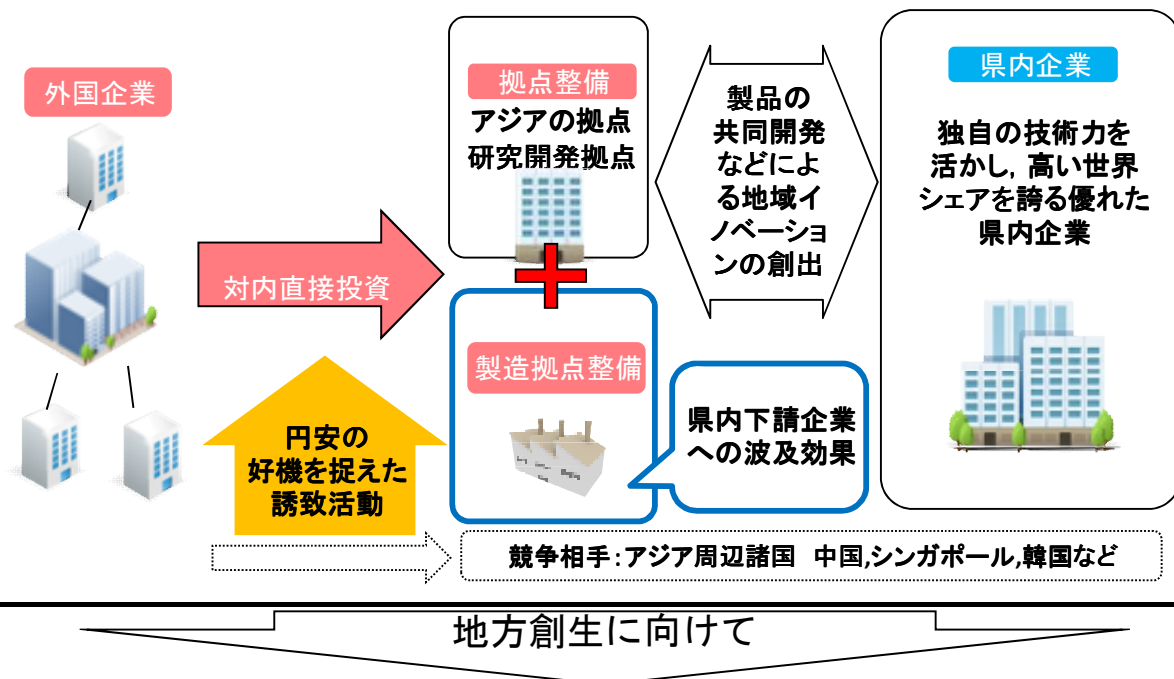 外国企業
対内直接投資
円安の
好機を捉えた
誘致活動
拠点整備
アジアの拠点
研究開発拠点
製造拠点整備
県内下請企業
への波及効果
製品の
共同開発
などによ
る地域イ
ノベーショ
ンの創出
県内企業
独自の技術力を
活かし，高い世界
シェアを誇る優れた
県内企業
競争相手：アジア周辺諸国　中国,シンガポール,韓国など
地方創生に向けて